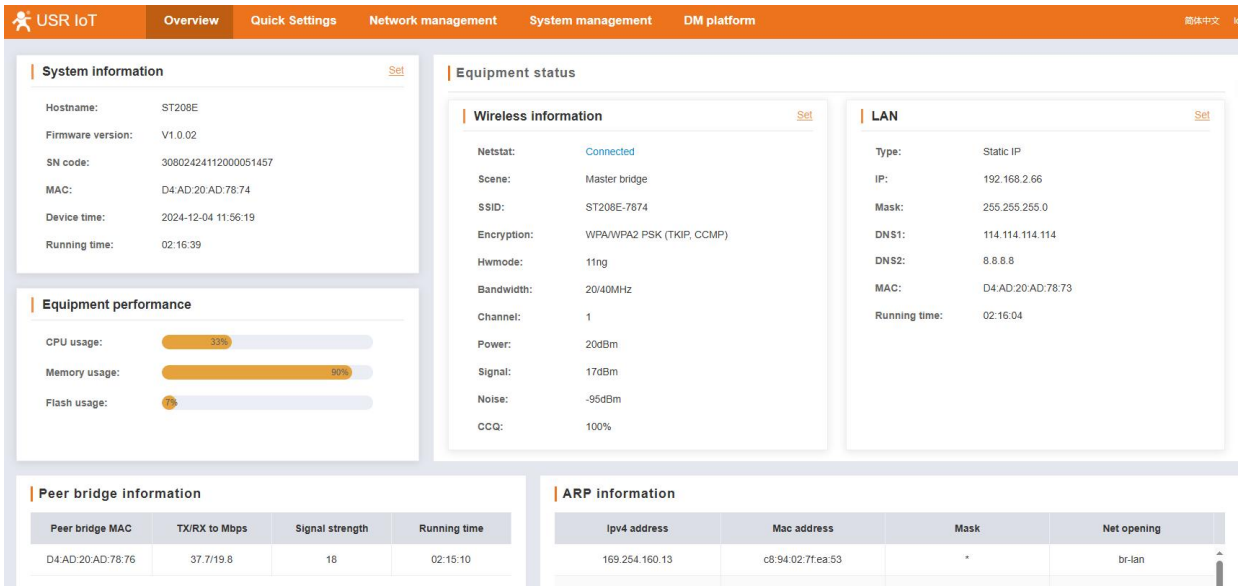 USR IoT Overview Quick Settings Network management System management DM platform 简体中文
System information Set
Hostname: ST208E
Firmware version: V1.0.02
SN code: 30802424112000051457
MAC: D4:AD:20:AD:78:74
Device time: 2024-12-04 11:56:19
Running time: 02:16:39
Equipment performance
CPU usage: 33%
Memory usage: 90%
Flash usage: 7%
Equipment status
Wireless information Set
Netstat: Connected
Scene: Master bridge
SSID: ST208E-7874
Encryption: WPA/WPA2 PSK (TKIP, CCMP)
Hwmode: 11ng
Bandwidth: 20/40MHz
Channel: 1
Power: 20dBm
Signal: 17dBm
Noise: -95dBm
CCQ: 100%
LAN Set
Type: Static IP
IP: 192.168.2.66
Mask: 255.255.255.0
DNS1: 114.114.114.114
DNS2: 8.8.8.8
MAC: D4:AD:20:AD:78:73
Running time: 02:16:04
Peer bridge information
Peer bridge MAC TX/RX to Mbps Signal strength Running time
D4:AD:20:AD:78:76 37.7/19.8 18 02:15:10
ARP information
Ipv4 address Mac address Mask Net opening
169.254.160.13 c8:94:02:7f:ea:53 * br-lan